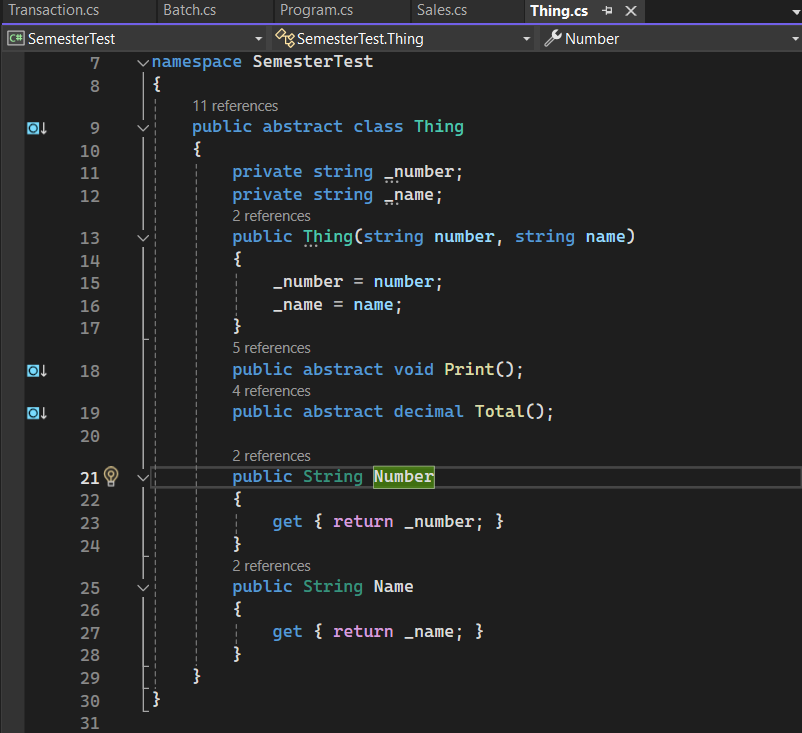 Transaction.cs Batch.cs Program.cs Sales.cs Thing.cs
C# SemesterTest SemesterTest.Thing Number
7 namespace SemesterTest
8 {
11 references
9 public abstract class Thing
10 {
11 private string _number;
12 private string _name;
2 references
13 public Thing(string number, string name)
14 {
15 _number = number;
16 _name = name;
17 }
5 references
18 public abstract void Print();
4 references
19 public abstract decimal Total();
20
2 references
21 public String Number
22 {
23 get { return _number; }
24 }
2 references
25 public String Name
26 {
27 get { return _name; }
28 }
29 }
30 }
31